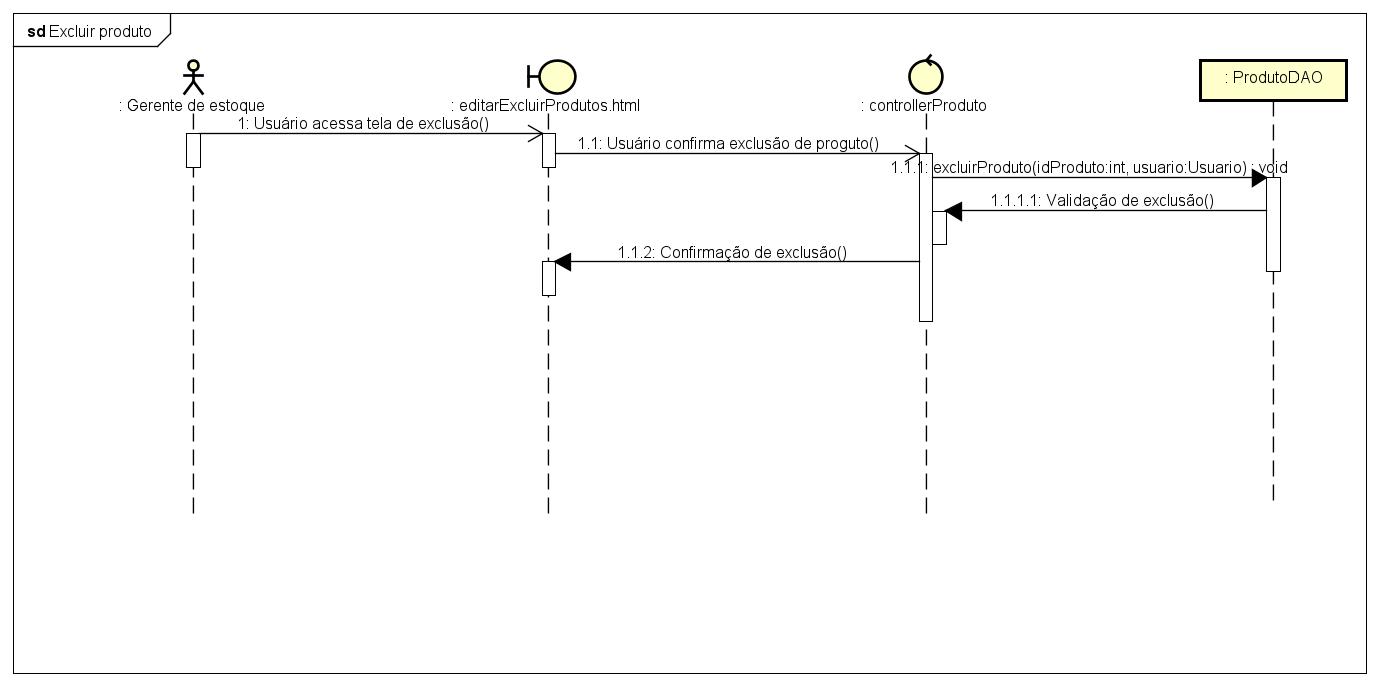 sd Excluir produto
: Gerente de estoque
: editarExcluirProdutos.html
: controllerProduto
: ProdutoDAO
1: Usuário acessa tela de exclusão()
1.1: Usuário confirma exclusão de proguto()
1.1.1: excluirProduto(idProduto:int, usuario:Usuario) : void
1.1.1.1: Validação de exclusão()
1.1.2: Confirmação de exclusão()